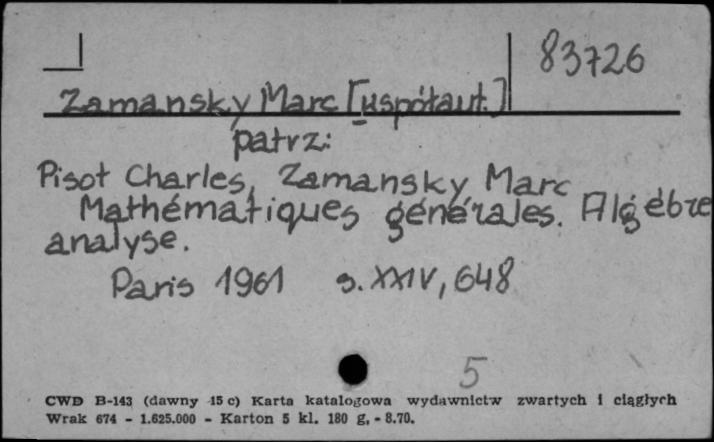 83726
Zamansky Marc [współaut.]
patrz:
Pisot Charles, Zamansky Marc
Mathématiques générales. Algèbre
analyse.
Paris 1961 s. XXIV, 648
5
CWD B-143 (dawny 15 c) Karta katalogowa wydawnictw zwartych i ciągłych
Wrak 674 - 1.625.000 - Karton 5 kl. 180 g. - 8.70.